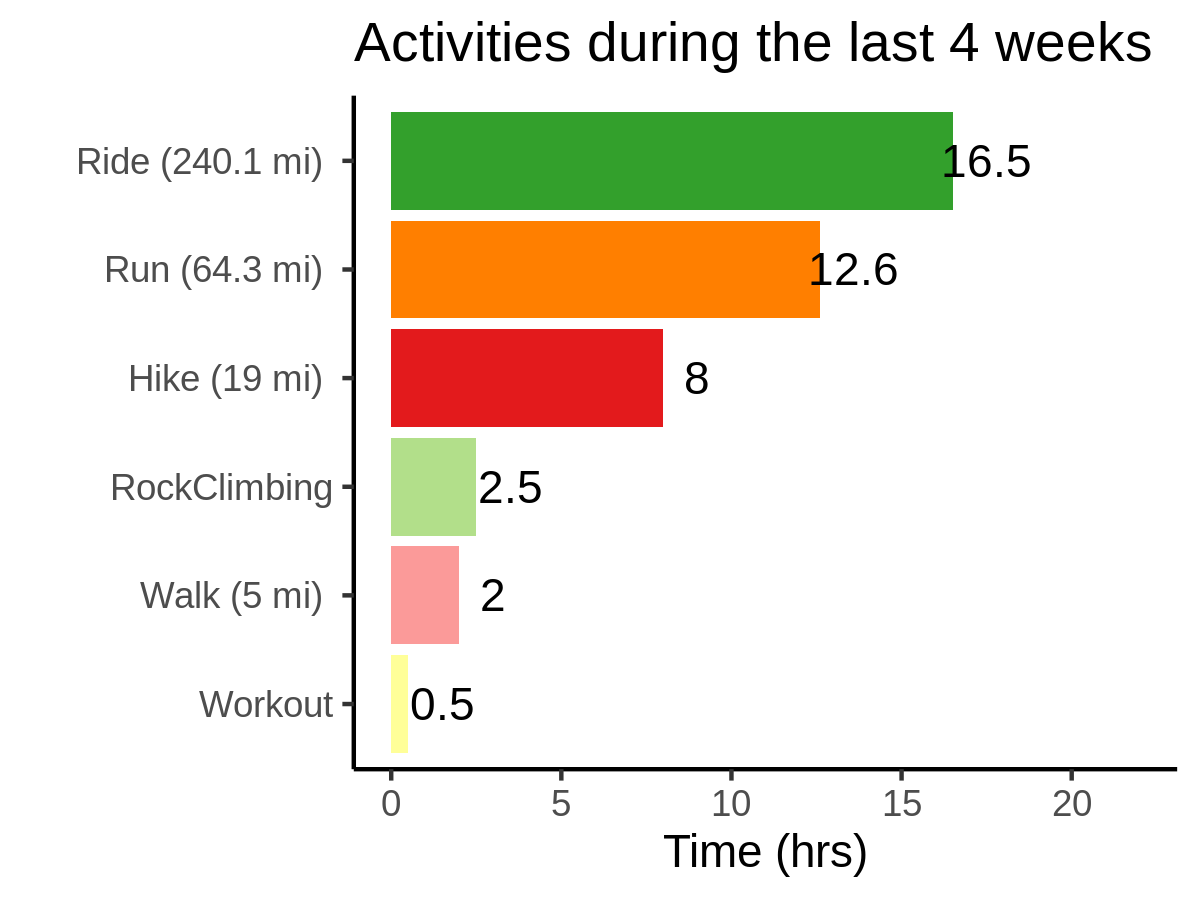 Activities during the last 4 weeks
Ride (240.1 mi)
16.5
Run (64.3 mi)
12.6
Hike (19 mi)
8
RockClimbing
2.5
Walk (5 mi)
2
Workout
0.5
0 5 10 15 20
Time (hrs)